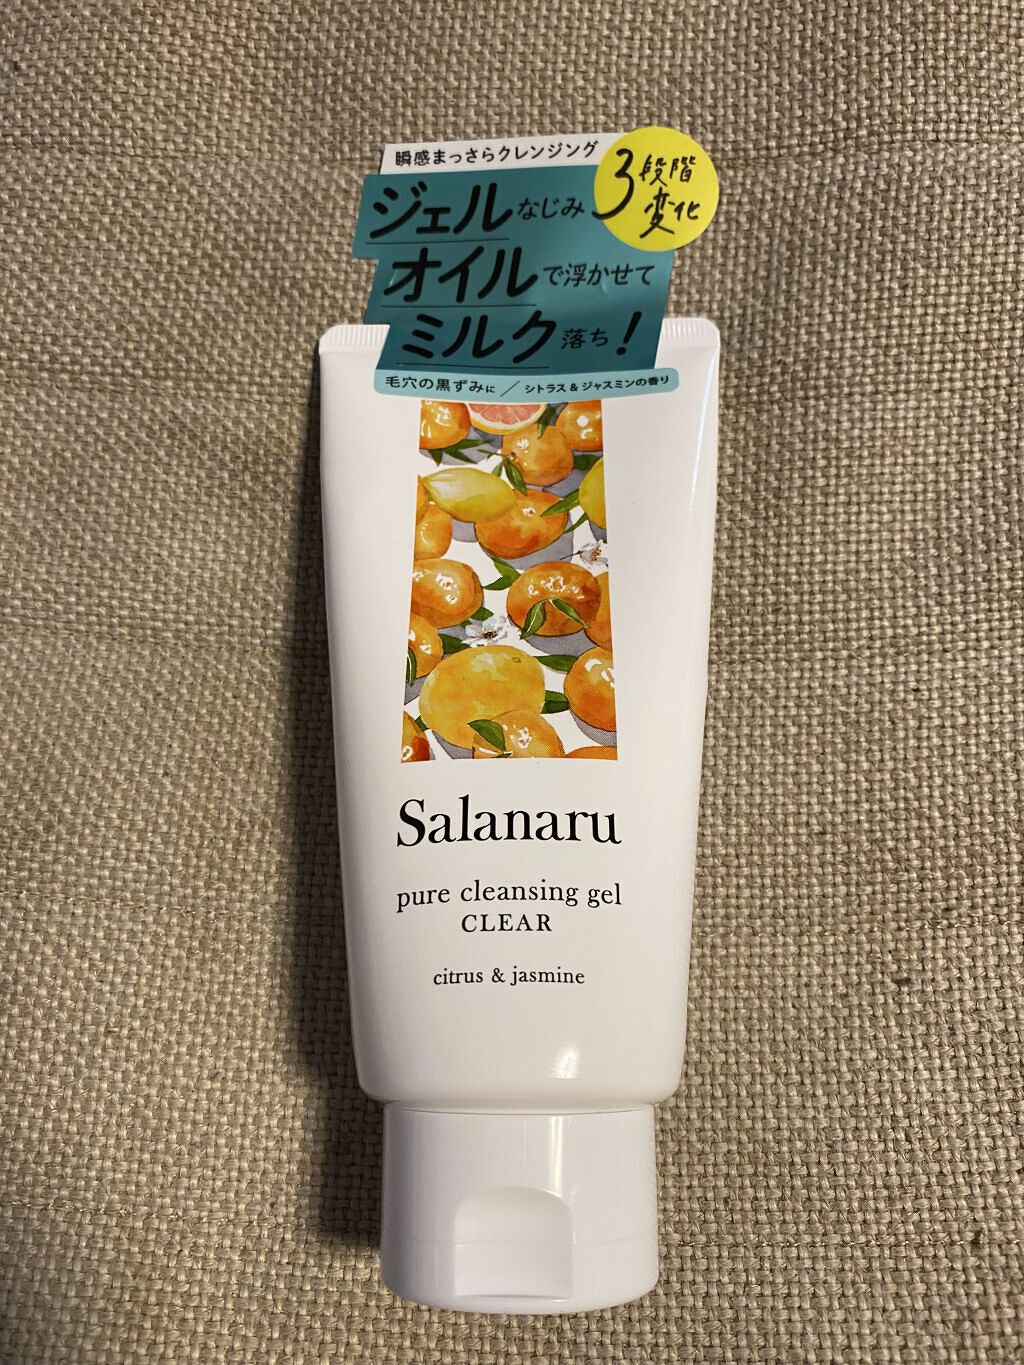 瞬感まっさらクレンジング
3段階
変化
ジェルなじみ
オイルで浮かせて
ミルク落ち!
毛穴の黒ずみに / シトラス&ジャスミンの香り
Salanaru
pure cleansing gel
CLEAR
citrus & jasmine